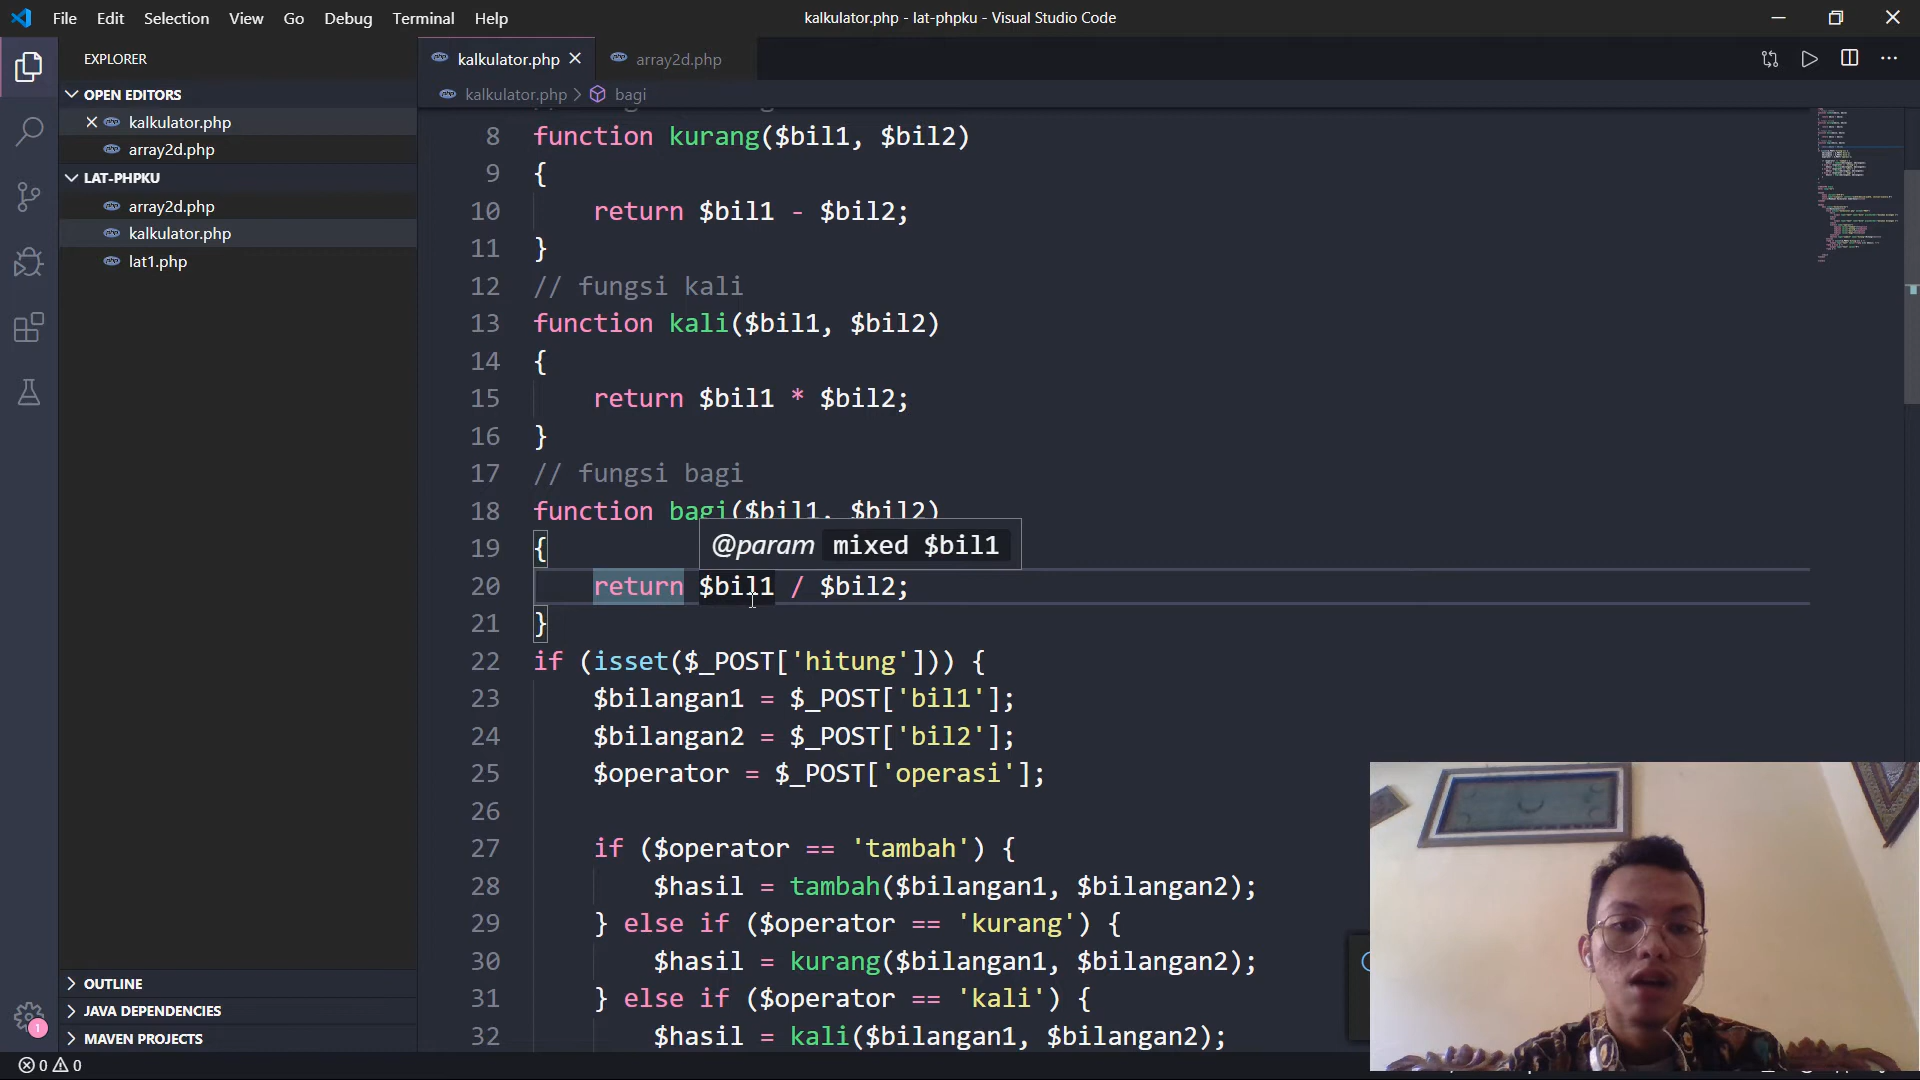 File Edit Selection View Go Debug Terminal Help
kalkulator.php - lat-phpku - Visual Studio Code
EXPLORER
OPEN EDITORS
kalkulator.php
array2d.php
LAT-PHPKU
array2d.php
kalkulator.php
lat1.php
OUTLINE
JAVA DEPENDENCIES
MAVEN PROJECTS
1
0 0
kalkulator.php
array2d.php
kalkulator.php > bagi
8 function kurang($bil1, $bil2)
9 {
10 return $bil1 - $bil2;
11 }
12 // fungsi kali
13 function kali($bil1, $bil2)
14 {
15 return $bil1 * $bil2;
16 }
17 // fungsi bagi
18 function bagi($bil1, $bil2)
@param mixed $bil1
19 {
20 return $bil1 / $bil2;
21 }
22 if (isset($_POST['hitung'])) {
23 $bilangan1 = $_POST['bil1'];
24 $bilangan2 = $_POST['bil2'];
25 $operator = $_POST['operasi'];
26
27 if ($operator == 'tambah') {
28 $hasil = tambah($bilangan1, $bilangan2);
29 } else if ($operator == 'kurang') {
30 $hasil = kurang($bilangan1, $bilangan2);
31 } else if ($operator == 'kali') {
32 $hasil = kali($bilangan1, $bilangan2);